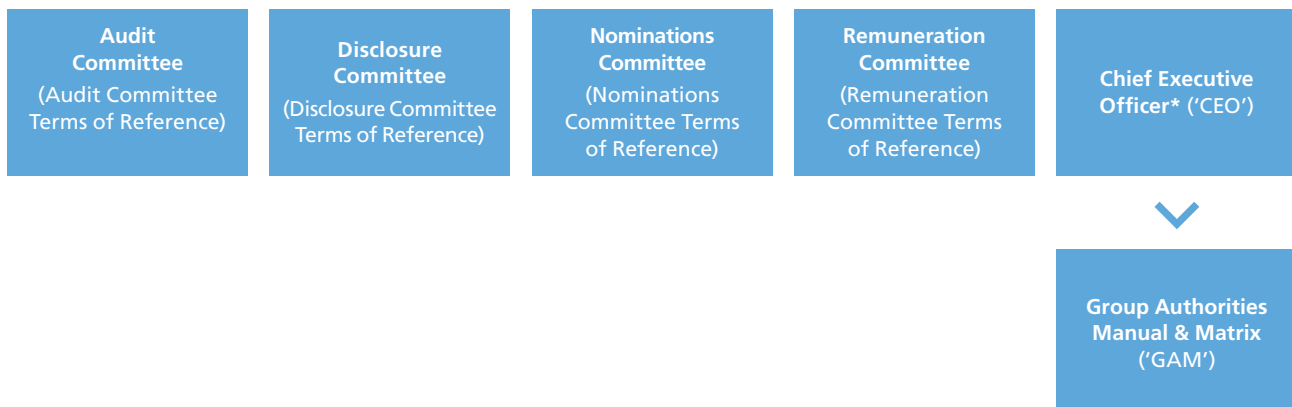 Audit
Committee
(Audit Committee
Terms of Reference)
Disclosure
Committee
(Disclosure Committee
Terms of Reference)
Nominations
Committee
(Nominations
Committee Terms
of Reference)
Remuneration
Committee
(Remuneration
Committee Terms
of Reference)
Chief Executive
Officer* (‘CEO’)
Group Authorities
Manual & Matrix
(‘GAM’)